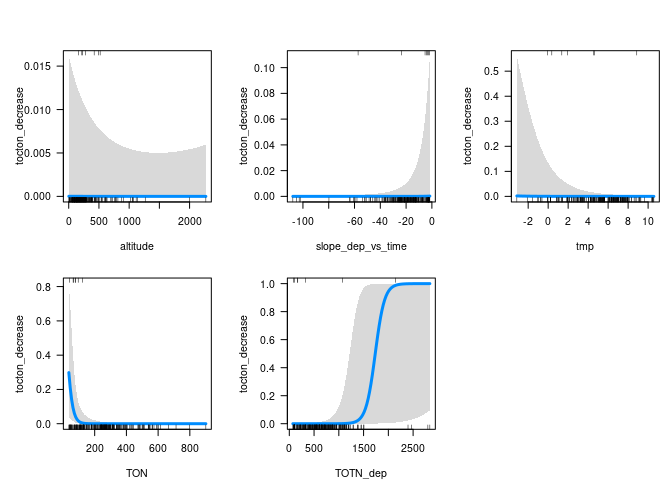 0.015
0.010
0.005
0.000
tocton_decrease
0 500 1000 2000
altitude
0.10
0.08
0.06
0.04
0.02
0.00
tocton_decrease
-100 -60 -40 -20 0
slope_dep_vs_time
0.5
0.4
0.3
0.2
0.1
0.0
tocton_decrease
-2 0 2 4 6 8 10
tmp
0.8
0.6
0.4
0.2
0.0
tocton_decrease
200 400 600 800
TON
1.0
0.8
0.6
0.4
0.2
0.0
tocton_decrease
0 500 1500 2500
TOTN_dep